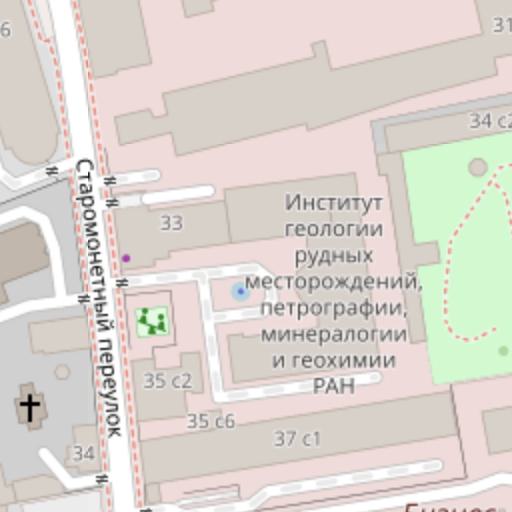 6
31
34 с2
Старомонетный переулок
33
Институт
геологии
рудных
месторождений,
петрографии,
минералогии
и геохимии
РАН
35 с2
35 с6
37 с1
34